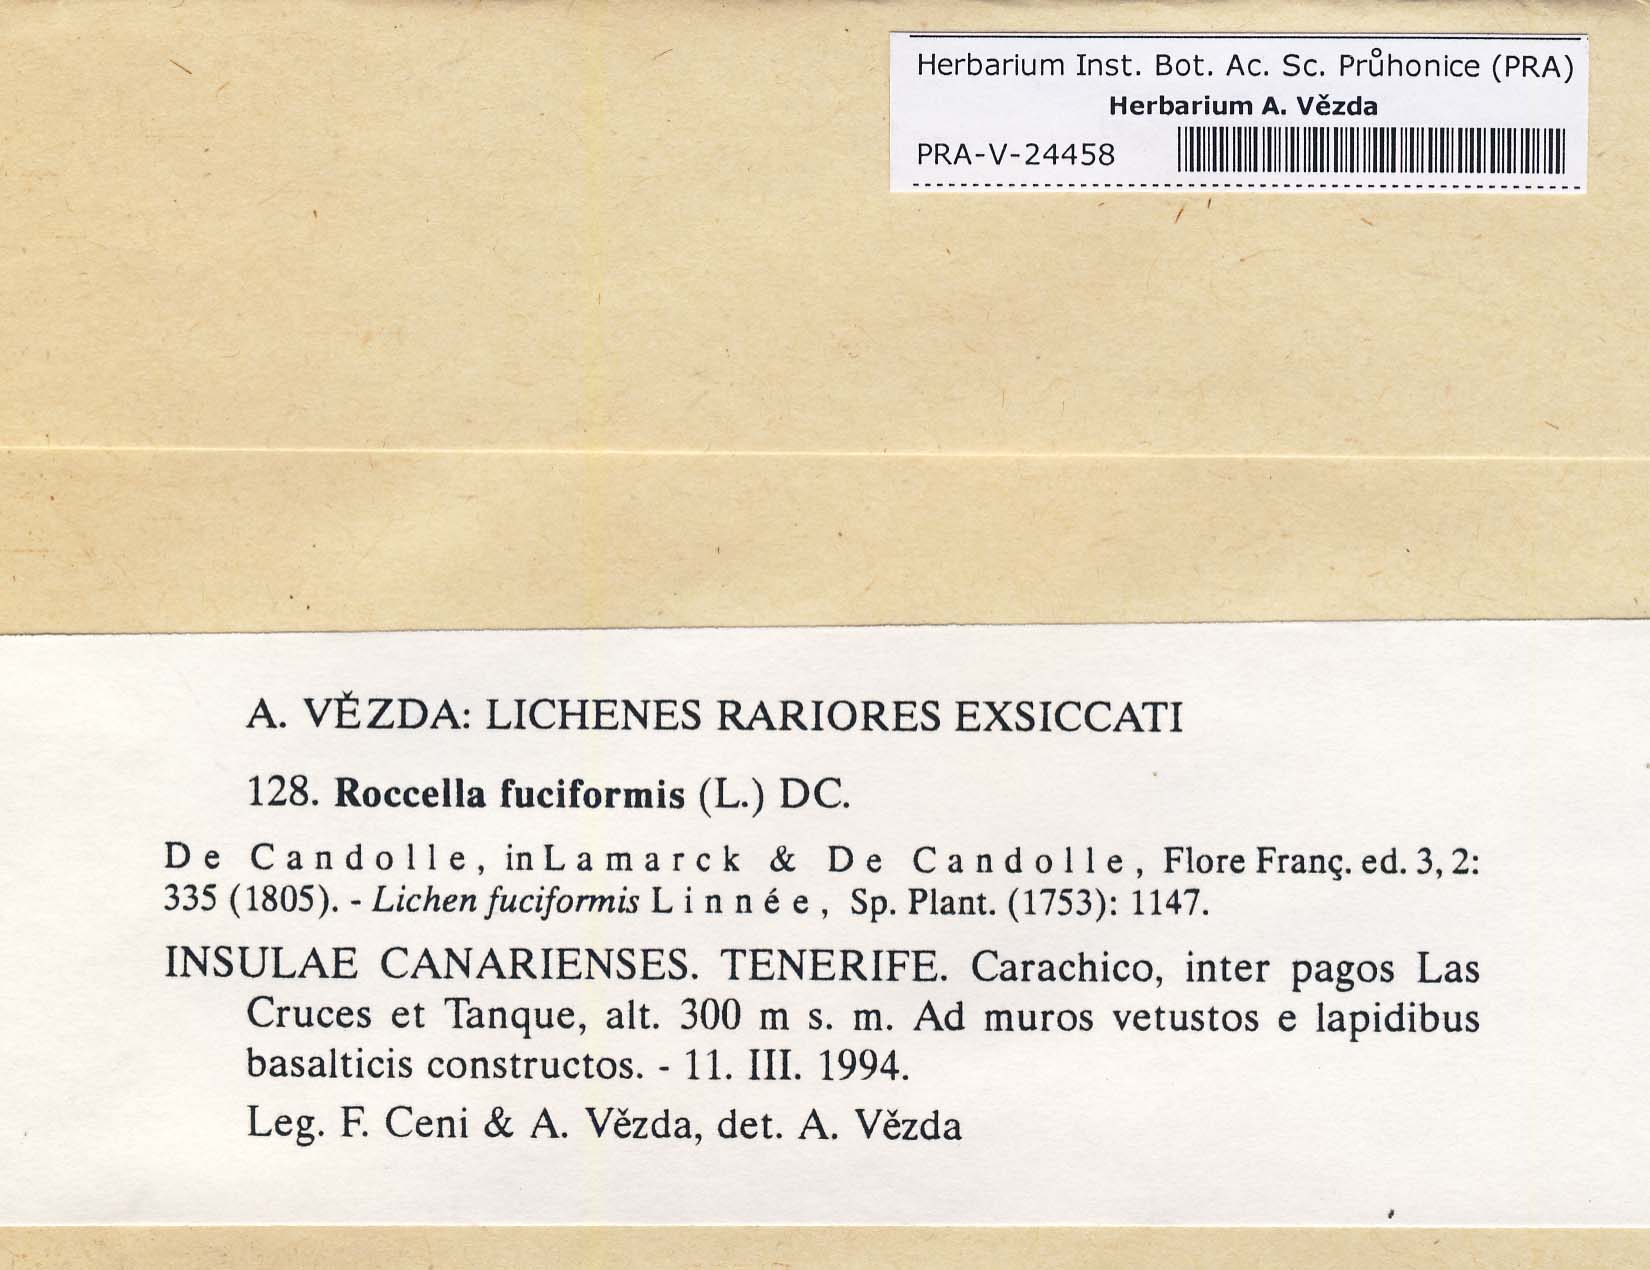 Herbarium Inst. Bot. Ac. Sc. Průhonice (PRA)
Herbarium A. Vězda
PRA-V-24458
A. VĚZDA: LICHENES RARIORES EXSICCATI
128. Roccella fuciformis (L.) DC.
De Candolle, in Lamarck & De Candolle, Flore Franç. ed. 3, 2:
335 (1805). - Lichen fuciformis Linnée, Sp. Plant. (1753): 1147.
INSULAE CANARIENSES. TENERIFE. Carachico, inter pagos Las
Cruces et Tanque, alt. 300 m s. m. Ad muros vetustos e lapidibus
basalticis constructos. - 11. III. 1994.
Leg. F. Ceni & A. Vězda, det. A. Vězda